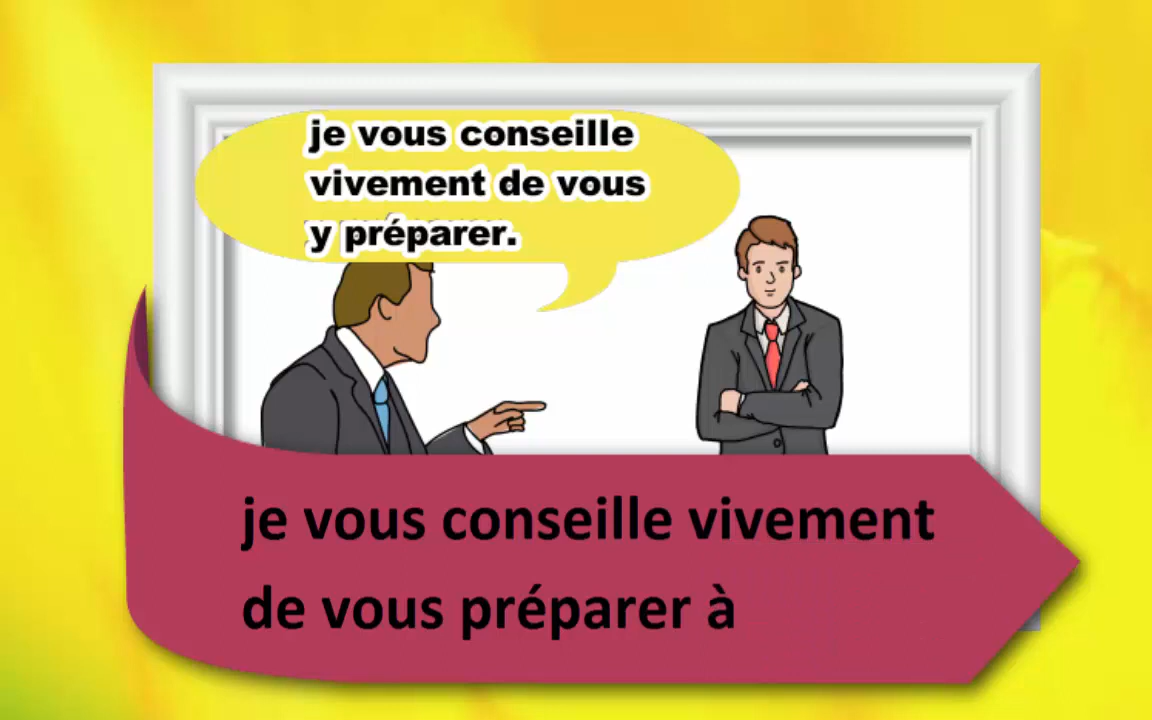 je vous conseille
vivement de vous
y préparer.
je vous conseille vivement
de vous préparer à